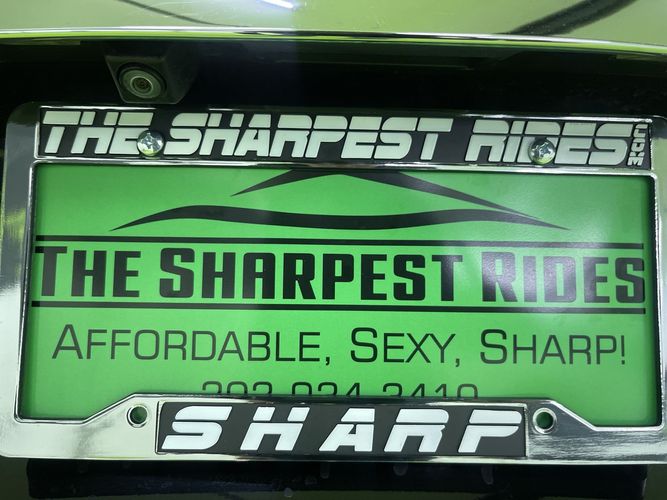 THE SHARPEST RIDES.COM
THE SHARPEST RIDES
AFFORDABLE, SEXY, SHARP!
SHARP